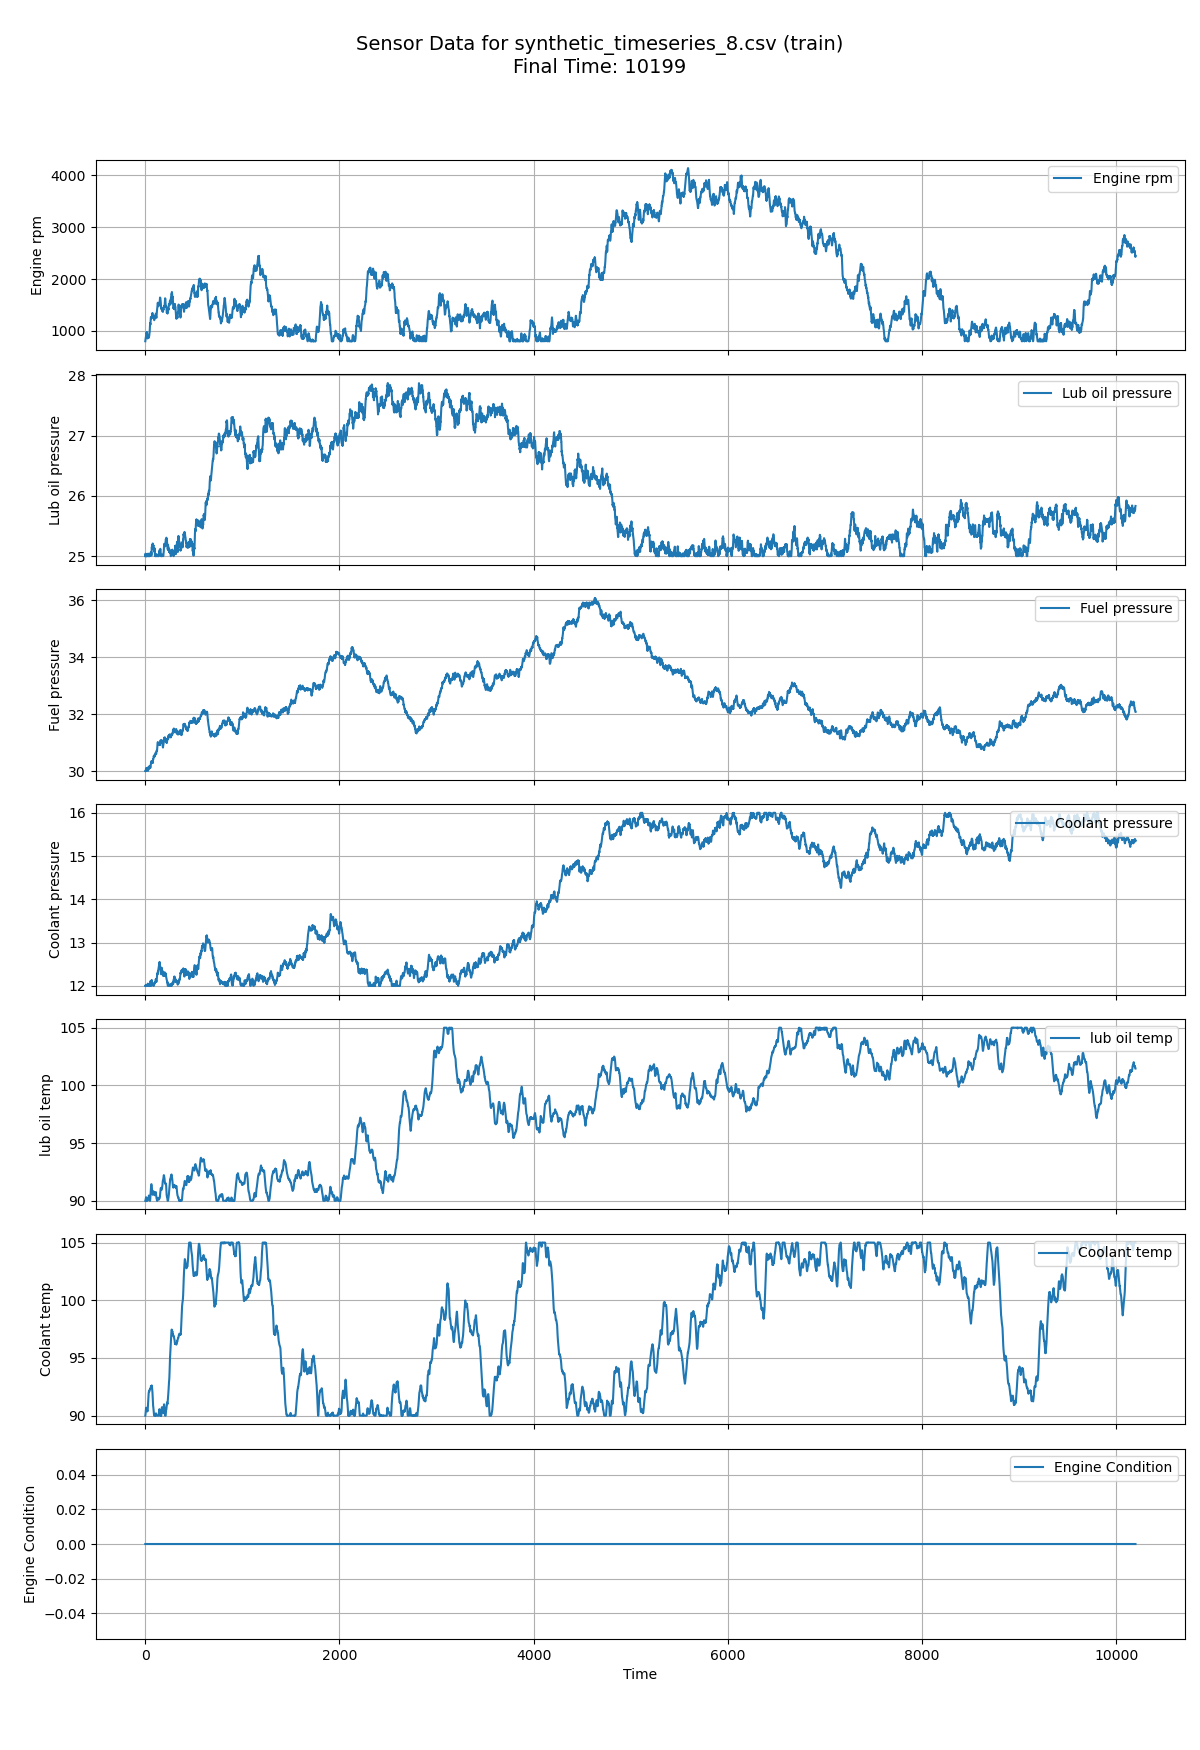 Sensor Data for synthetic_timeseries_8.csv (train)
Final Time: 10199
Engine rpm
4000
3000
2000
1000
Engine rpm
Lub oil pressure
28
27
26
25
Lub oil pressure
Fuel pressure
36
34
32
30
Fuel pressure
Coolant pressure
16
15
14
13
12
Coolant pressure
lub oil temp
105
100
95
90
lub oil temp
Coolant temp
105
100
95
90
Coolant temp
Engine Condition
0.04
0.02
0.00
−0.02
−0.04
Engine Condition
0 2000 4000 6000 8000 10000
Time